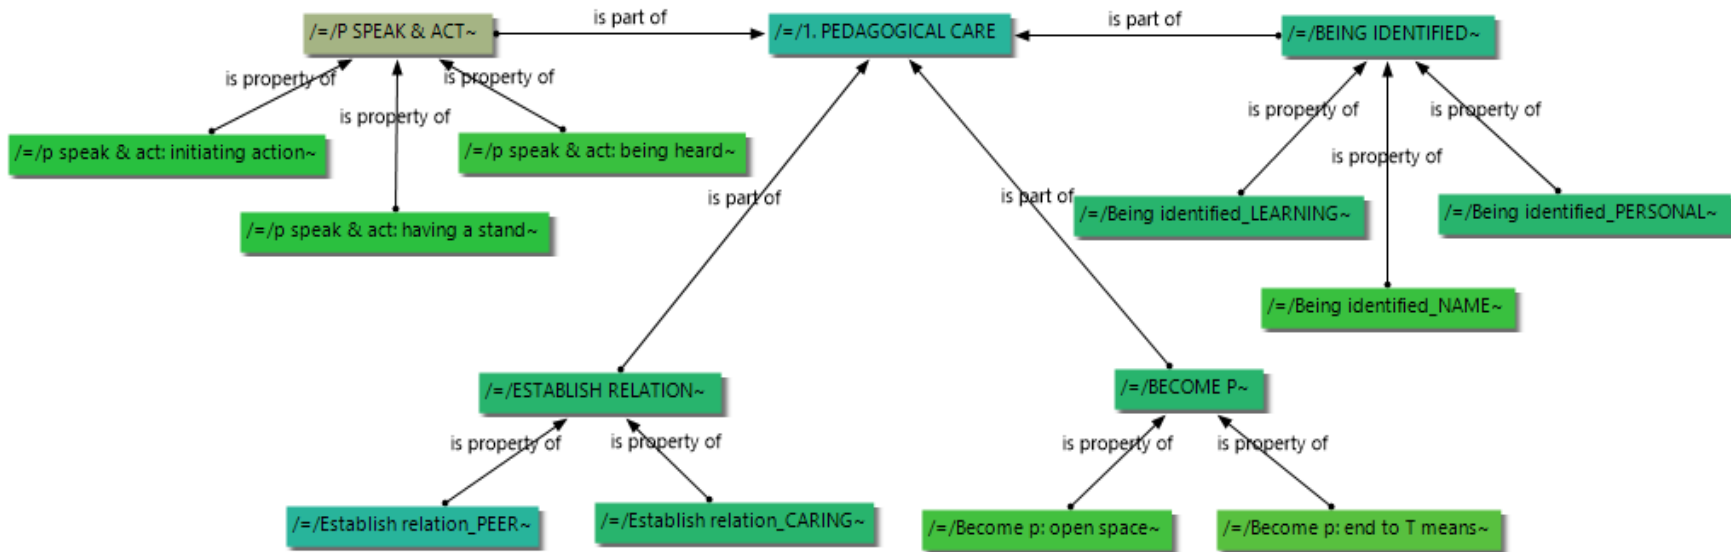 /=/P SPEAK & ACT~
is part of
/=/1. PEDAGOGICAL CARE
is part of
/=/BEING IDENTIFIED~
is property of
is property of
is property of
/=/p speak & act: initiating action~
/=/p speak & act: being heard~
/=/p speak & act: having a stand~
is property of
is property of
is property of
/=/Being identified_LEARNING~
/=/Being identified_PERSONAL~
/=/Being identified_NAME~
is part of
is part of
/=/ESTABLISH RELATION~
/=/BECOME P~
is property of
is property of
is property of
is property of
/=/Establish relation_PEER~
/=/Establish relation_CARING~
/=/Become p: open space~
/=/Become p: end to T means~